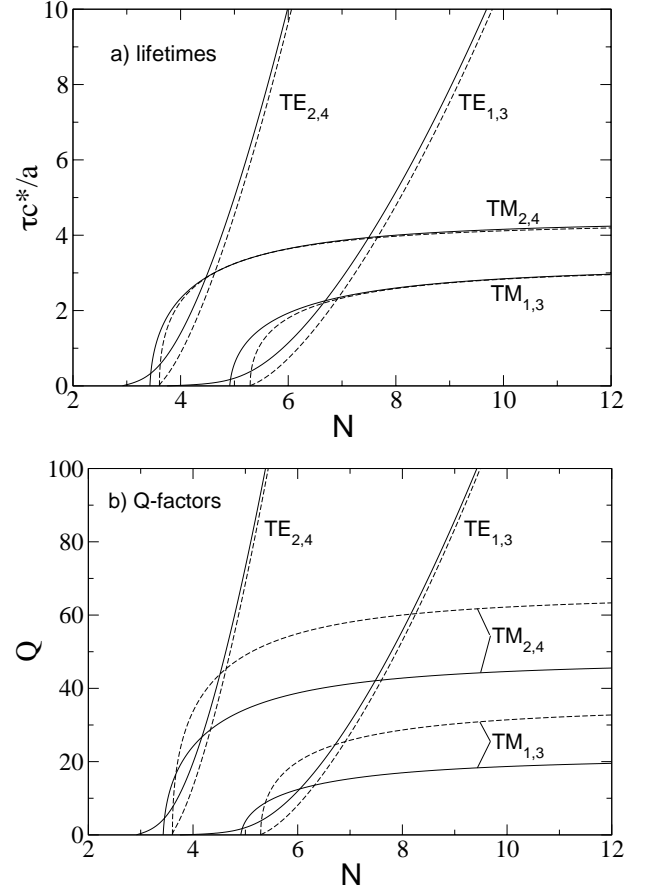 a) lifetimes
10
8
6
4
2
0
τc*/a
TE2,4
TE1,3
TM2,4
TM1,3
2 4 6 8 10 12
N
b) Q-factors
100
80
60
40
20
0
Q
TE2,4
TE1,3
TM2,4
TM1,3
2 4 6 8 10 12
N